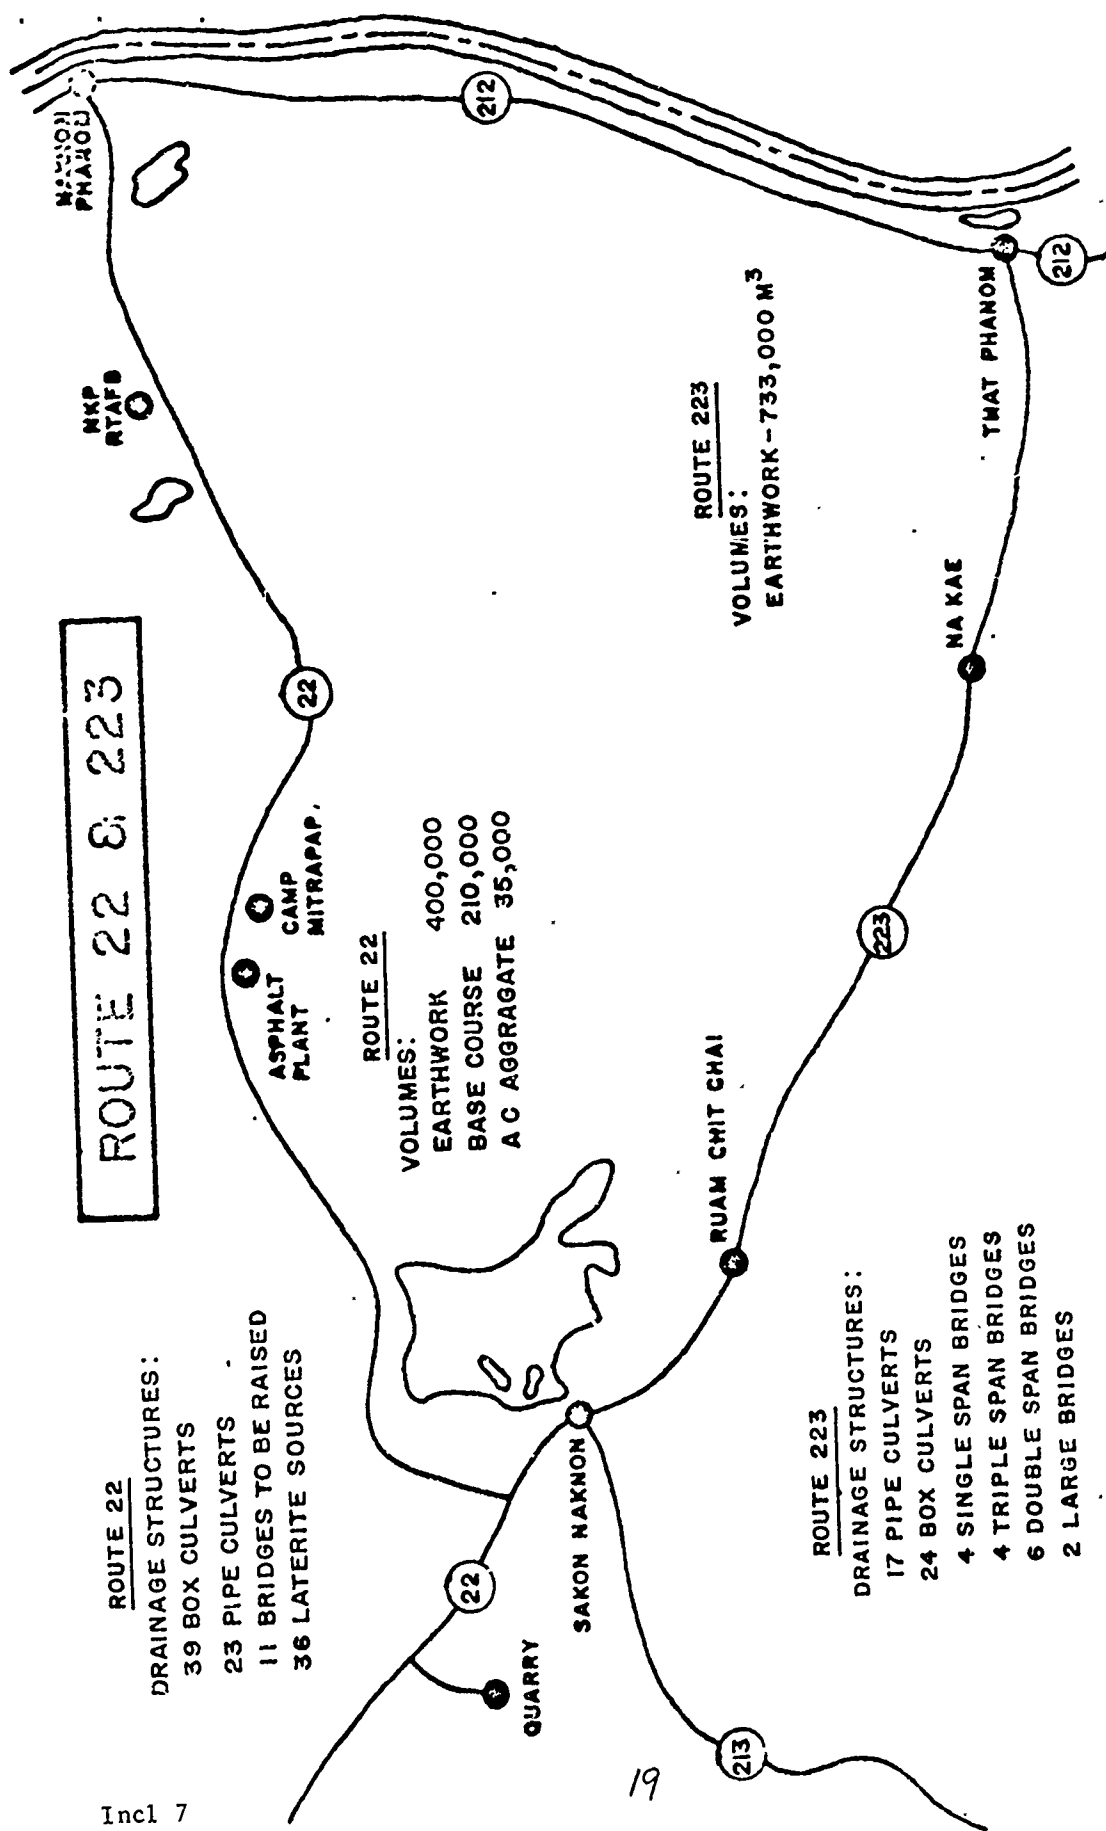 ROUTE 22 & 223
NAKHON
PHANOM
212
NKP
RTAFB
22
CAMP
MITRAPAP.
ASPHALT
PLANT
ROUTE 22
VOLUMES:
EARTHWORK 400,000
BASE COURSE 210,000
A C AGGRAGATE 35,000
ROUTE 223
VOLUMES:
EARTHWORK-733,000 M³
THAT PHANOM
212
NA KAE
223
RUAM CHIT CHAI
ROUTE 22
DRAINAGE STRUCTURES:
39 BOX CULVERTS
23 PIPE CULVERTS
11 BRIDGES TO BE RAISED
36 LATERITE SOURCES
22
QUARRY
SAKON NAKNON
213
ROUTE 223
DRAINAGE STRUCTURES:
17 PIPE CULVERTS
24 BOX CULVERTS
4 SINGLE SPAN BRIDGES
4 TRIPLE SPAN BRIDGES
6 DOUBLE SPAN BRIDGES
2 LARGE BRIDGES
19
Incl 7